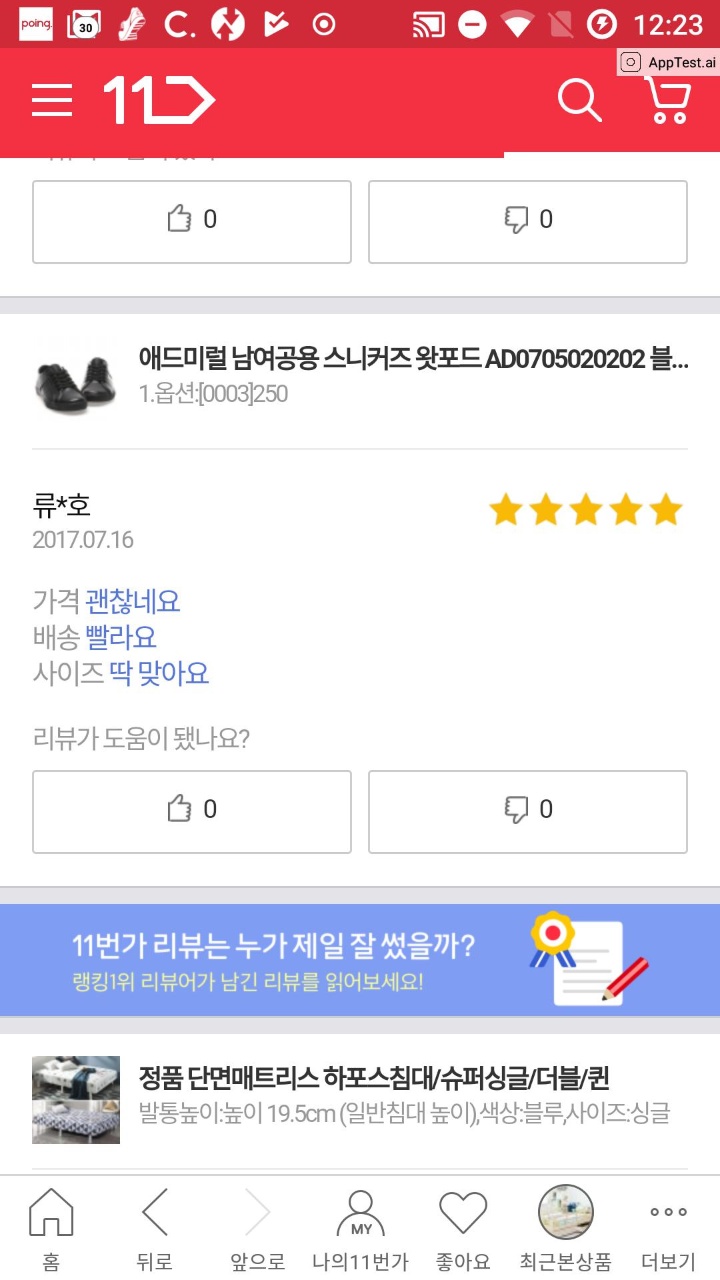 poing
30
C.
12:23
AppTest.ai
11
0
0
애드미럴 남여공용 스니커즈 왓포드 AD0705020202 블...
1.옵션:[0003]250
류*호
2017.07.16
가격 괜찮네요
배송 빨라요
사이즈 딱 맞아요
리뷰가 도움이 됐나요?
0
0
11번가 리뷰는 누가 제일 잘 썼을까?
랭킹1위 리뷰어가 남긴 리뷰를 읽어보세요!
정품 단면매트리스 하포스침대/슈퍼싱글/더블/퀸
발통높이:높이 19.5cm (일반침대 높이),색상:블루,사이즈:싱글
MY
홈
뒤로
앞으로
나의11번가
좋아요
최근본상품
더보기